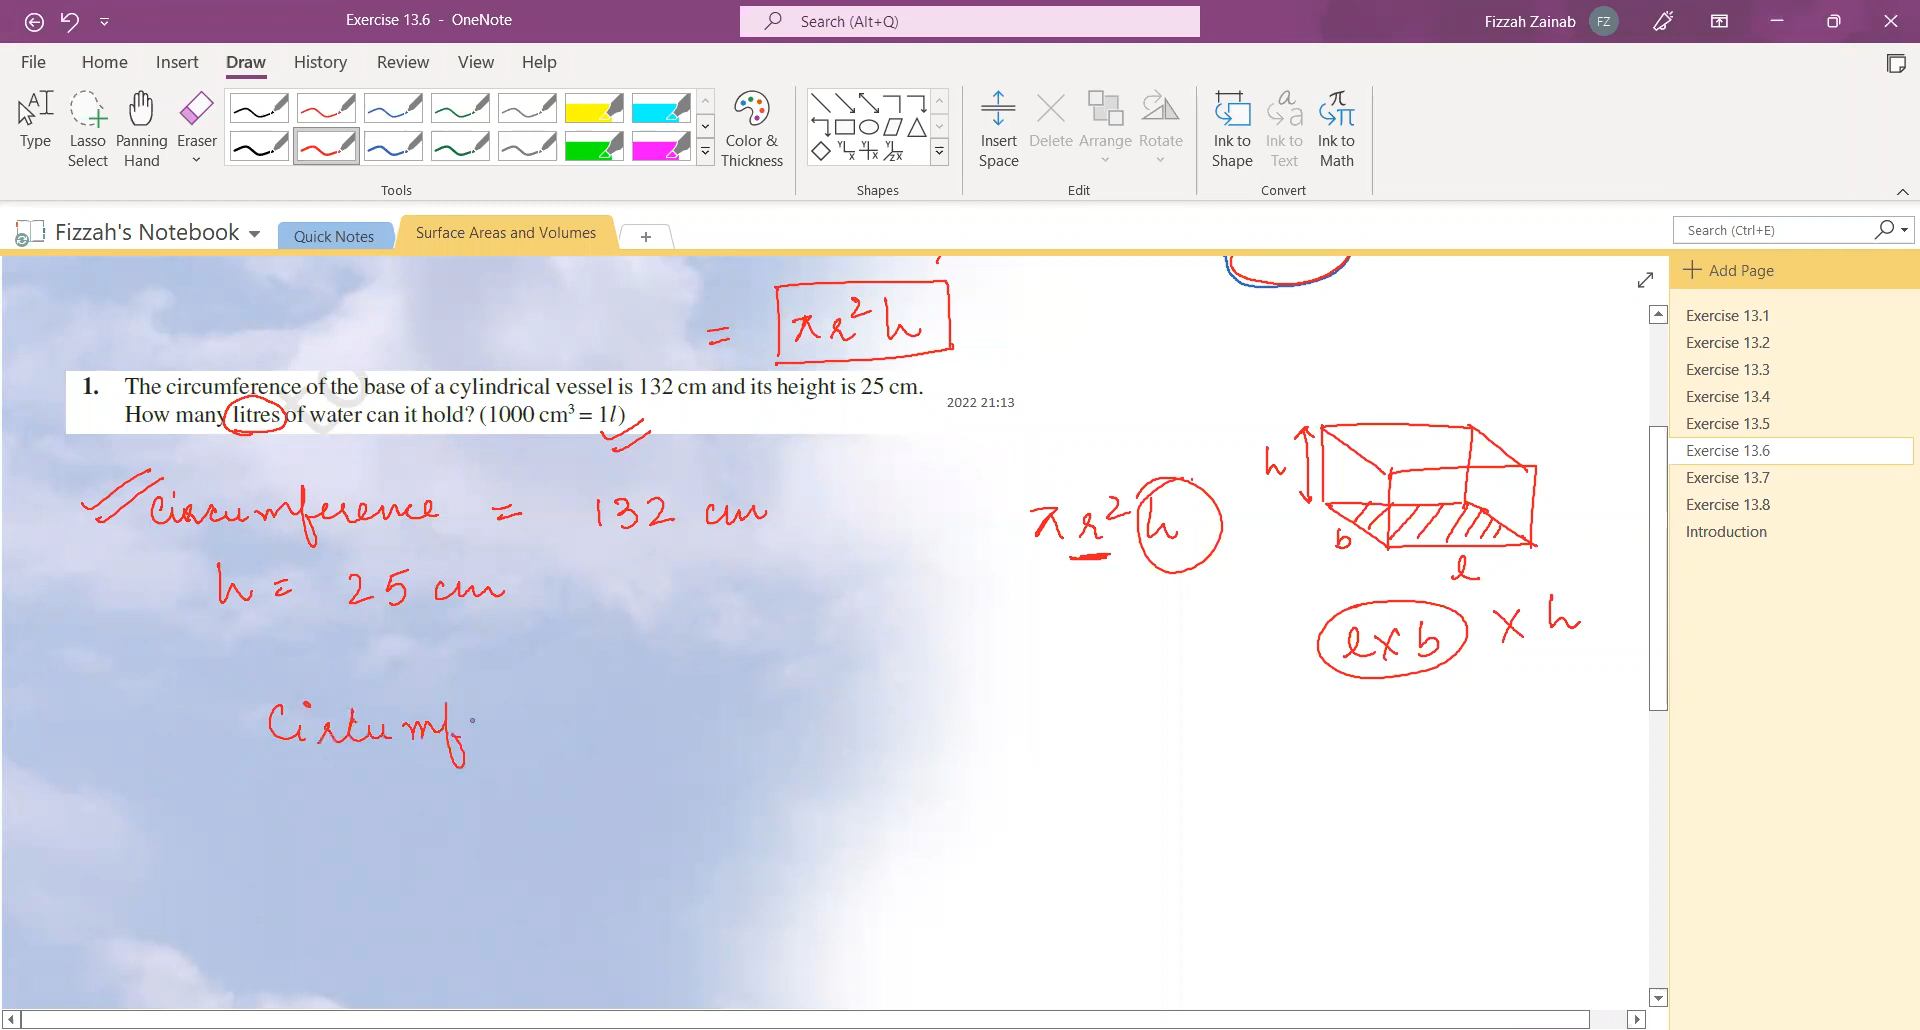 Exercise 13.6 - OneNote
Search (Alt+Q)
Fizzah Zainab FZ
File Home Insert Draw History Review View Help
Type
Lasso Select
Panning Hand
Eraser
Color & Thickness
Insert Space
Delete
Arrange
Rotate
Ink to Shape
Ink to Text
Ink to Math
Tools Shapes Edit Convert
Fizzah's Notebook
Quick Notes
Surface Areas and Volumes
Search (Ctrl+E)
Add Page
Exercise 13.1
Exercise 13.2
Exercise 13.3
Exercise 13.4
Exercise 13.5
Exercise 13.6
Exercise 13.7
Exercise 13.8
Introduction
= πr²h
1. The circumference of the base of a cylindrical vessel is 132 cm and its height is 25 cm.
How many litres of water can it hold? (1000 cm³ = 1l)
2022 21:13
Circumference = 132 cm
h = 25 cm
Circumf
πr²h
h
b
l
l×b × h